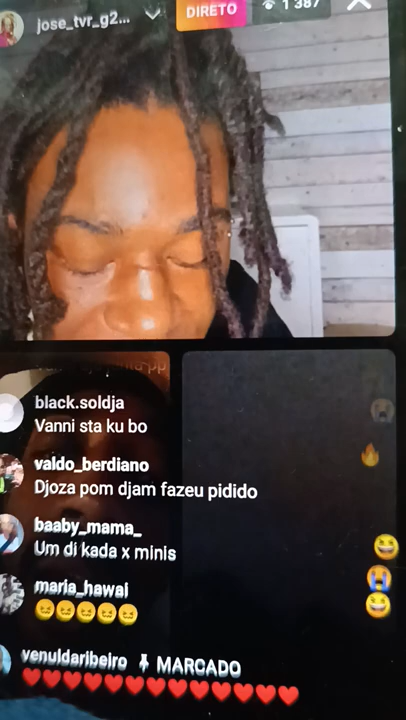 jose_tvr_g2...
DIRETO
1 387
black.soldja
Vanni sta ku bo
valdo_berdiano
Djoza pom djam fazeu pidido
baaby_mama_
Um di kada x minis
maria_hawai
😖😖😖😖😖
venuldaribeiro 📌 MARCADO
❤️❤️❤️❤️❤️❤️❤️❤️❤️❤️❤️❤️❤️